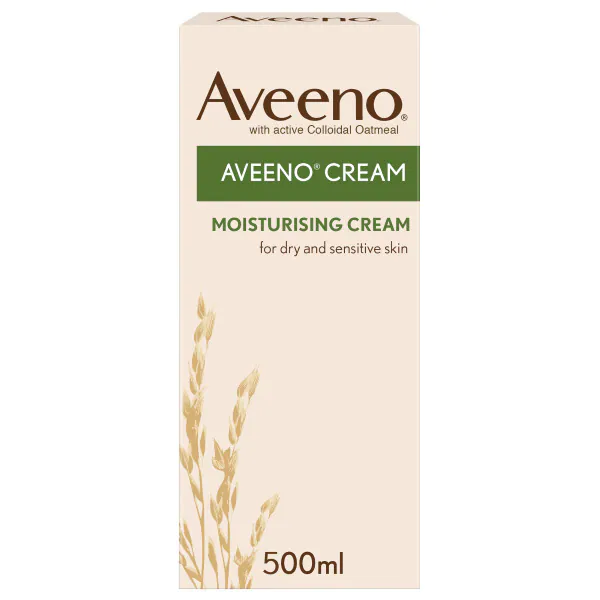 Aveeno®
with active Colloidal Oatmeal
AVEENO® CREAM
MOISTURISING CREAM
for dry and sensitive skin
500ml